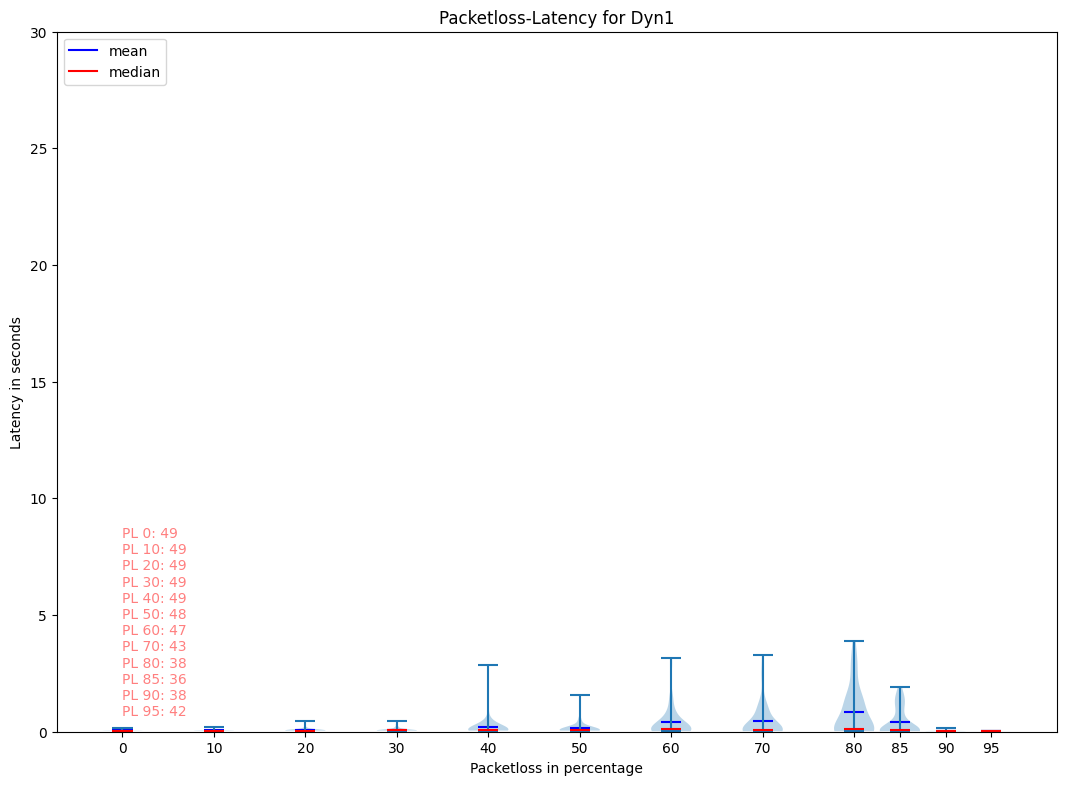 Packetloss-Latency for Dyn1
30
25
20
15
10
5
0
Latency in seconds
mean
median
PL 0: 49
PL 10: 49
PL 20: 49
PL 30: 49
PL 40: 49
PL 50: 48
PL 60: 47
PL 70: 43
PL 80: 38
PL 85: 36
PL 90: 38
PL 95: 42
0 10 20 30 40 50 60 70 80 85 90 95
Packetloss in percentage